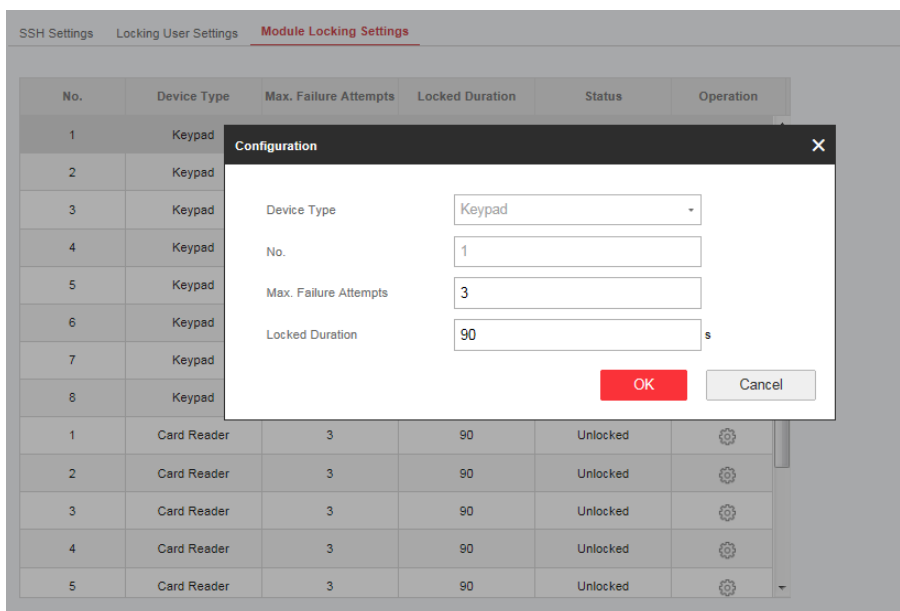 SSH Settings Locking User Settings Module Locking Settings
No. Device Type Max. Failure Attempts Locked Duration Status Operation
1 Keypad
Configuration
2 Keypad
3 Keypad
Device Type Keypad
4 Keypad
No. 1
5 Keypad
Max. Failure Attempts 3
6 Keypad
Locked Duration 90 s
7 Keypad
OK Cancel
8 Keypad
1 Card Reader 3 90 Unlocked
2 Card Reader 3 90 Unlocked
3 Card Reader 3 90 Unlocked
4 Card Reader 3 90 Unlocked
5 Card Reader 3 90 Unlocked